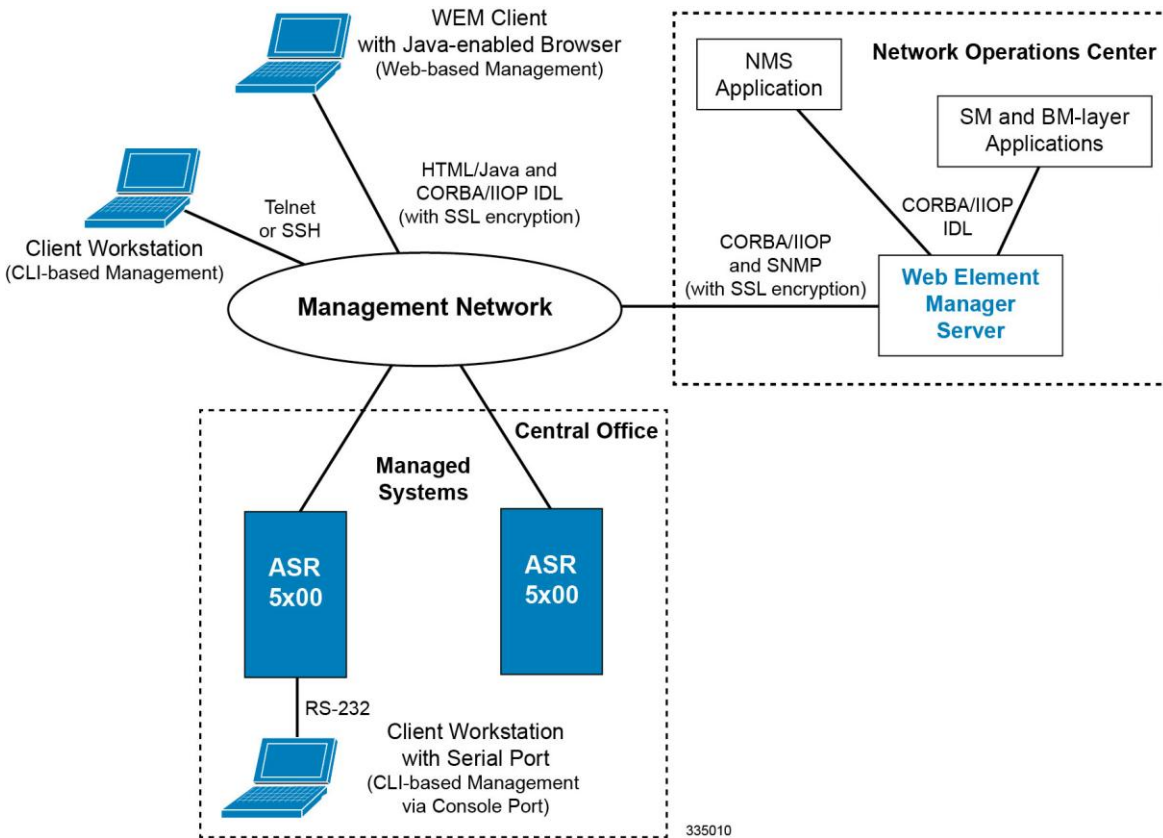 WEM Client
with Java-enabled Browser
(Web-based Management)
Network Operations Center
NMS
Application
SM and BM-layer
Applications
HTML/Java and
CORBA/IIOP IDL
(with SSL encryption)
Telnet
or SSH
Client Workstation
(CLI-based Management)
CORBA/IIOP
IDL
CORBA/IIOP
and SNMP
(with SSL encryption)
Web Element
Manager
Server
Management Network
Central Office
Managed
Systems
ASR
5x00
ASR
5x00
RS-232
Client Workstation
with Serial Port
(CLI-based Management
via Console Port)
335010